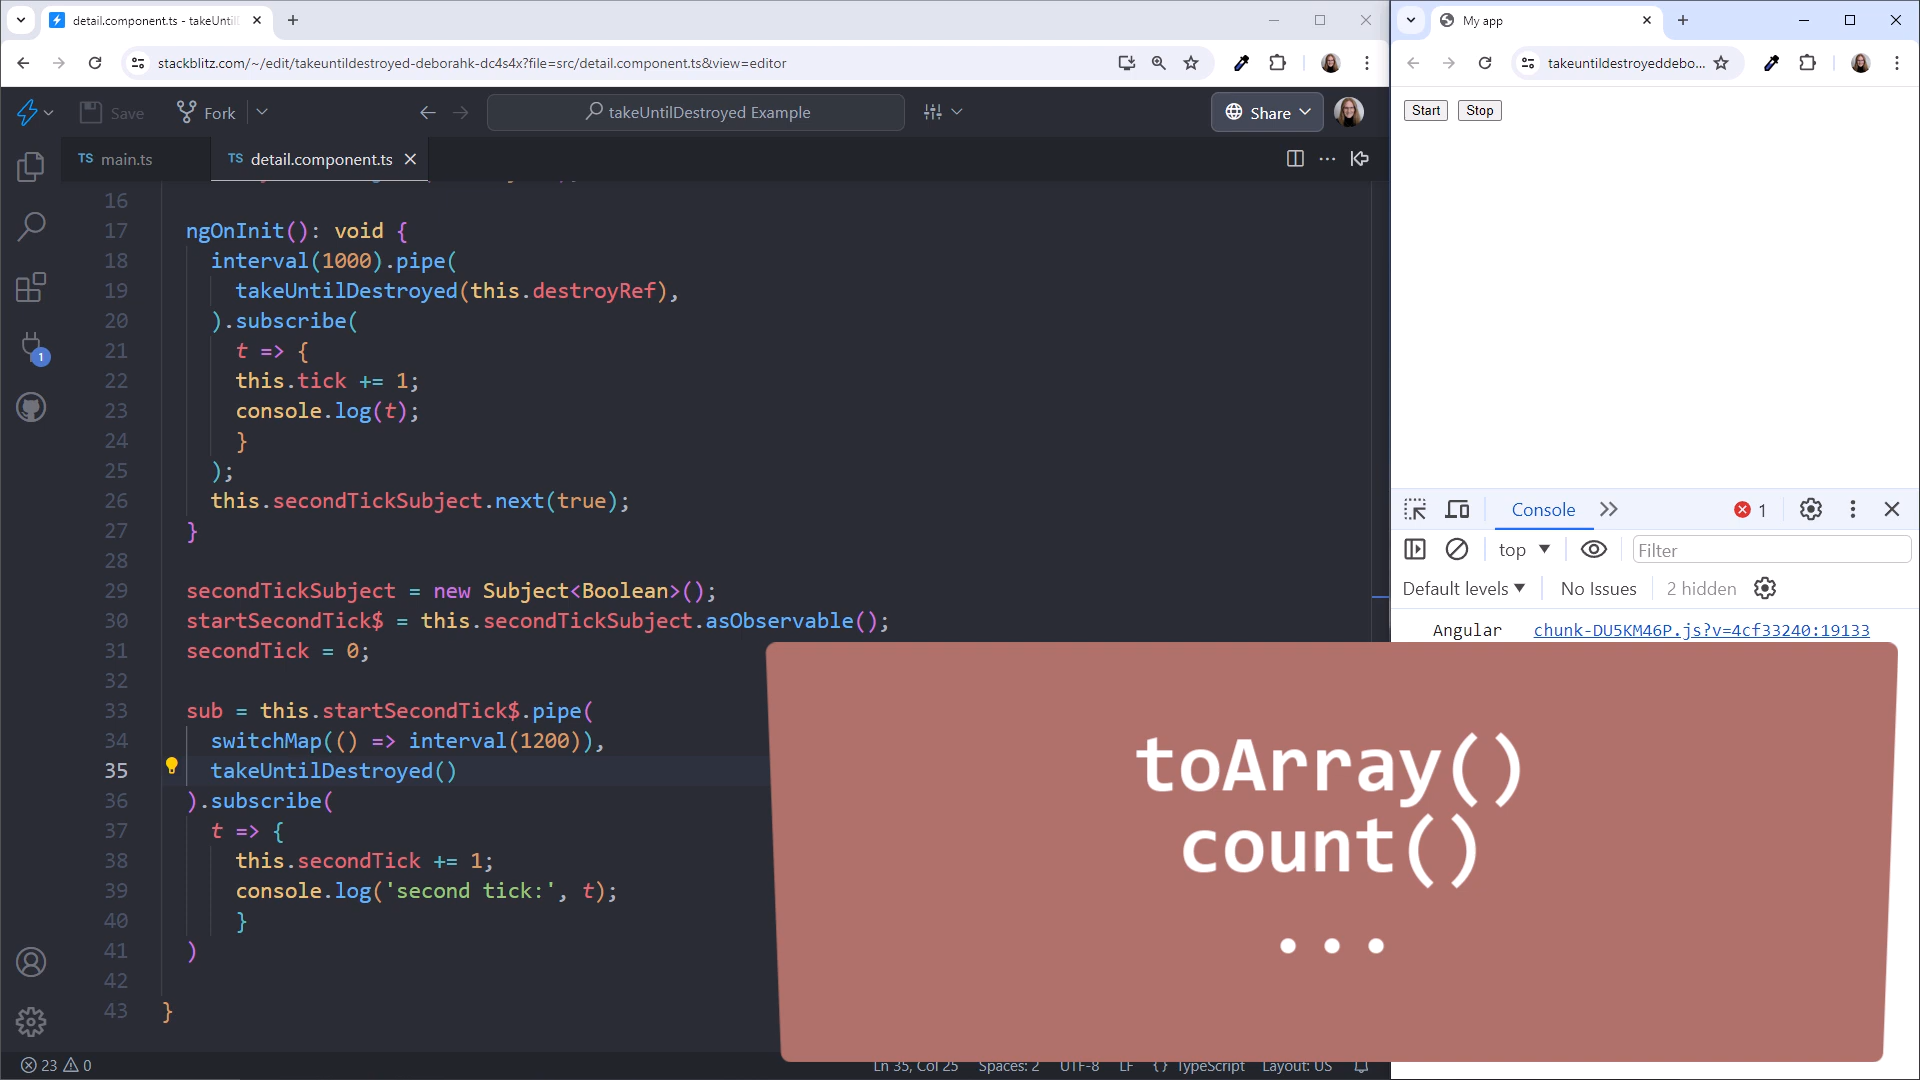 detail.component.ts - takeUntil
stackblitz.com/~/edit/takeuntildestroyed-deborahk-dc4s4x?file=src/detail.component.ts&view=editor
Save
Fork
takeUntilDestroyed Example
Share
TS main.ts
TS detail.component.ts
1
16
17 ngOnInit(): void {
18 interval(1000).pipe(
19 takeUntilDestroyed(this.destroyRef),
20 ).subscribe(
21 t => {
22 this.tick += 1;
23 console.log(t);
24 }
25 );
26 this.secondTickSubject.next(true);
27 }
28
29 secondTickSubject = new Subject<Boolean>();
30 startSecondTick$ = this.secondTickSubject.asObservable();
31 secondTick = 0;
32
33 sub = this.startSecondTick$.pipe(
34 switchMap(() => interval(1200)),
35 takeUntilDestroyed()
36 ).subscribe(
37 t => {
38 this.secondTick += 1;
39 console.log('second tick:', t);
40 }
41 )
42
43 }
23 0
Ln 35, Col 25 Spaces: 2 UTF-8 LF {} TypeScript Layout: US
My app
takeuntildestroyeddebo...
Start Stop
Console
1
top
Filter
Default levels
No Issues
2 hidden
Angular chunk-DU5KM46P.js?v=4cf33240:19133
toArray()
count()
...